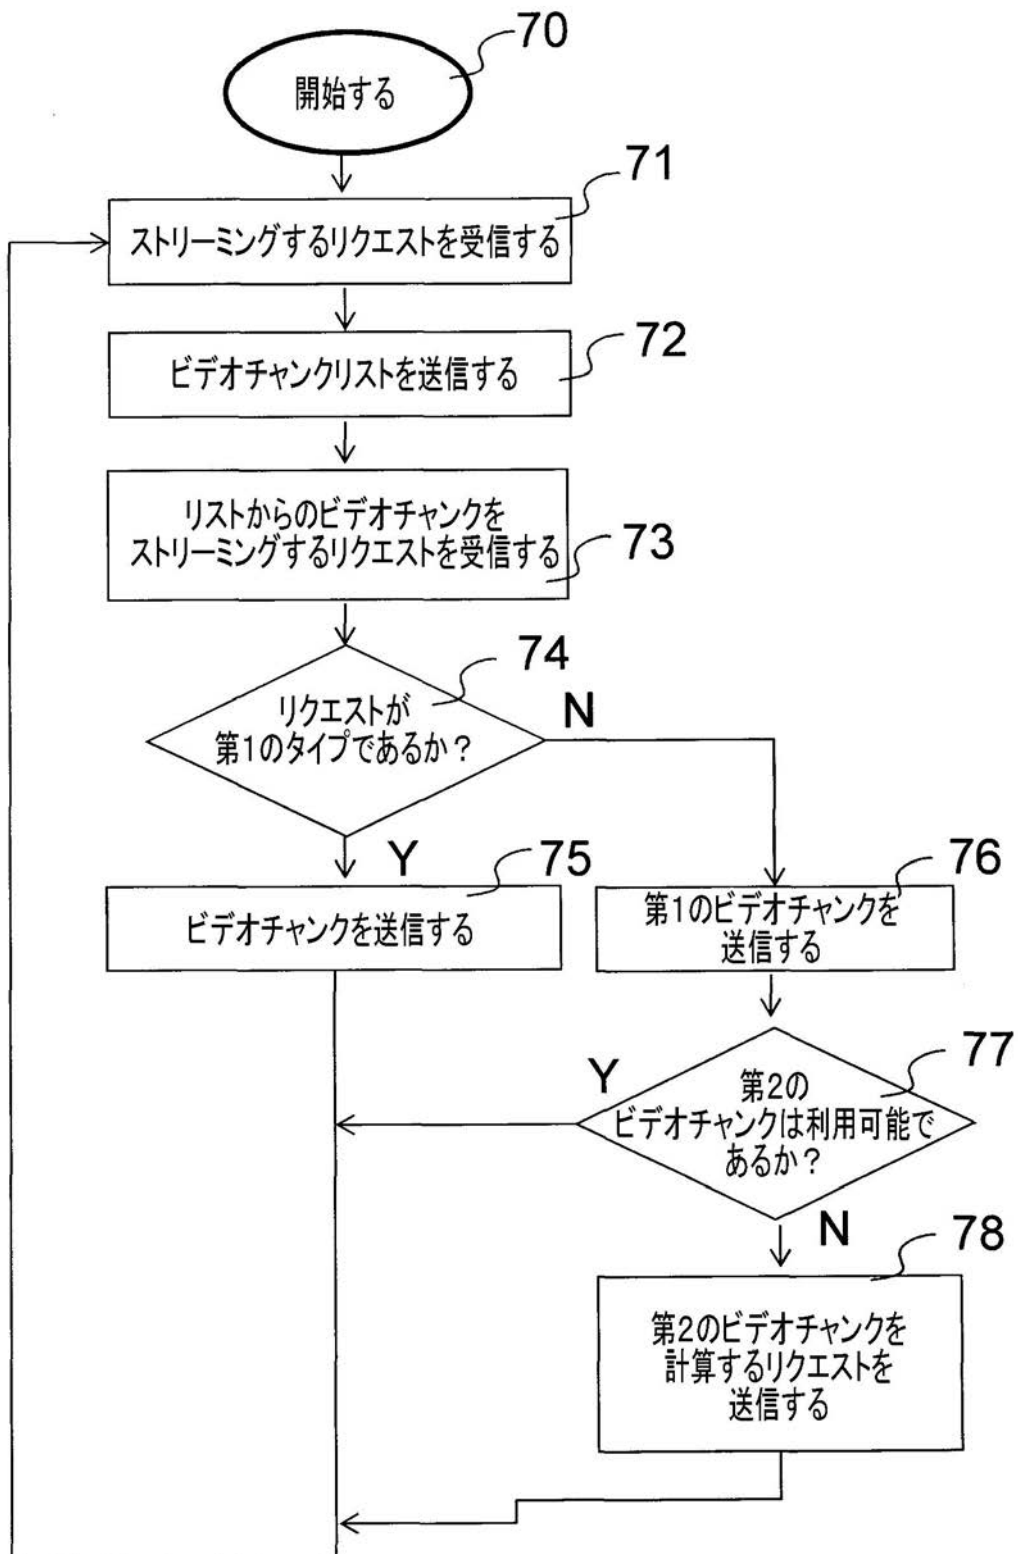 70
開始する
71
ストリーミングするリクエストを受信する
72
ビデオチャンクリストを送信する
リストからのビデオチャンクを
ストリーミングするリクエストを受信する
73
74
リクエストが
第1のタイプであるか？
N
Y
75
ビデオチャンクを送信する
76
第1のビデオチャンクを
送信する
77
Y
第2の
ビデオチャンクは利用可能で
あるか？
N
78
第2のビデオチャンクを
計算するリクエストを
送信する